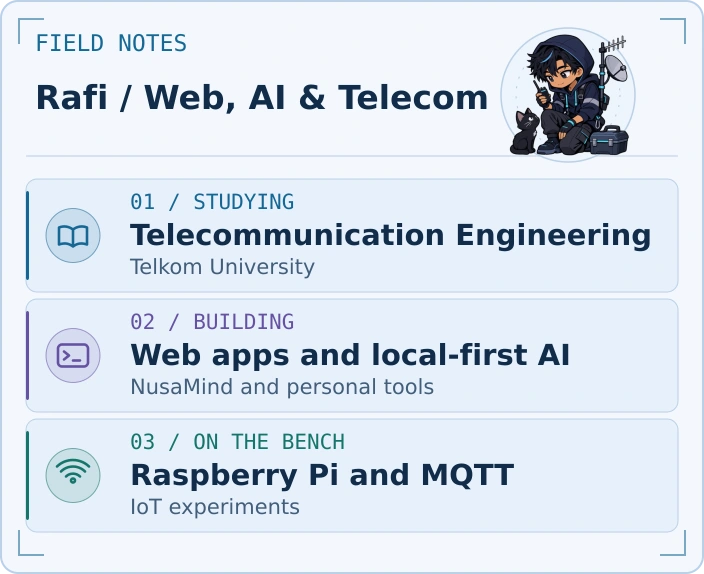 FIELD NOTES
Rafi / Web, AI & Telecom
01 / STUDYING
Telecommunication Engineering
Telkom University
02 / BUILDING
Web apps and local-first AI
NusaMind and personal tools
03 / ON THE BENCH
Raspberry Pi and MQTT
IoT experiments